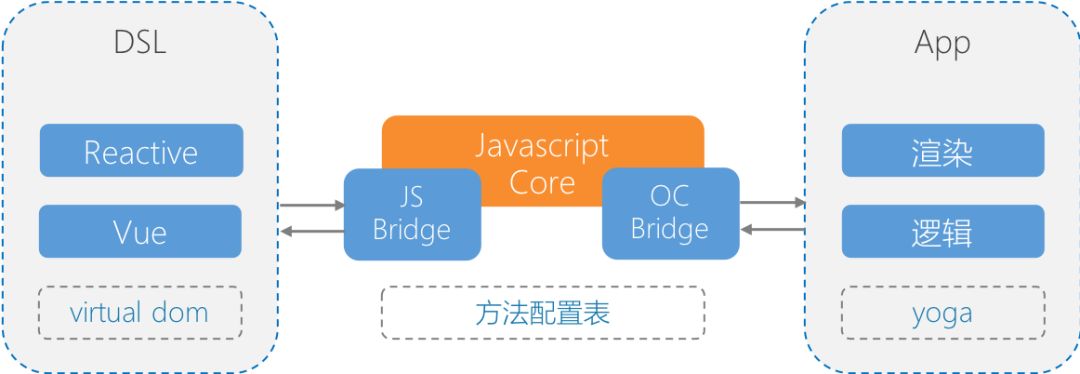 DSL
Reactive
Vue
virtual dom
Javascript
Core
JS
Bridge
OC
Bridge
方法配置表
App
渲染
逻辑
yoga